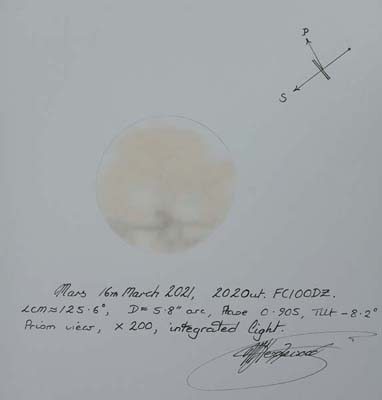 P
S
Mars 16th March 2021, 2020ut. FC100DZ.
LCM≈125.6°, D= 5.8" arc, Phase 0.905, Tilt -8.2°
Prism view, x 200, integrated light.